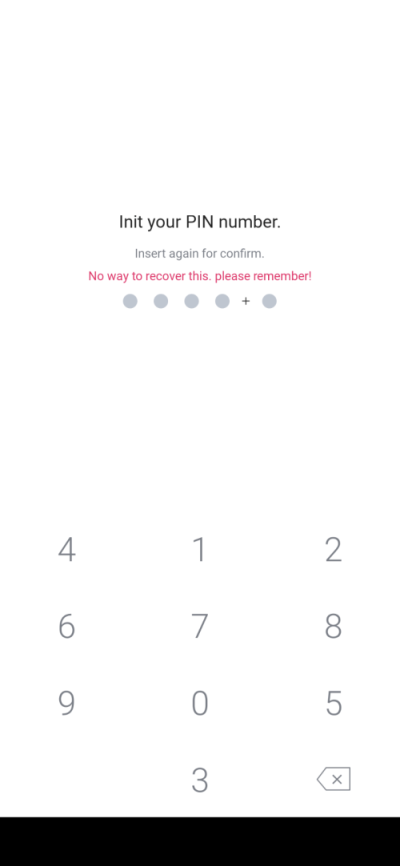 Init your PIN number.
Insert again for confirm.
No way to recover this. please remember!
+
4 1 2
6 7 8
9 0 5
3